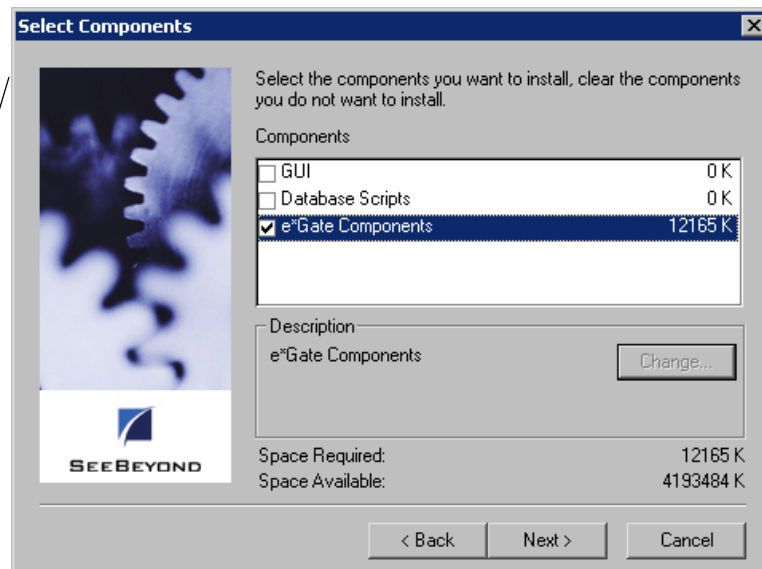 Select Components
Select the components you want to install, clear the components
you do not want to install.
Components
GUI 0 K
Database Scripts 0 K
e*Gate Components 12165 K
Description
e*Gate Components
Change...
SEEBEYOND
Space Required: 12165 K
Space Available: 4193484 K
< Back Next > Cancel